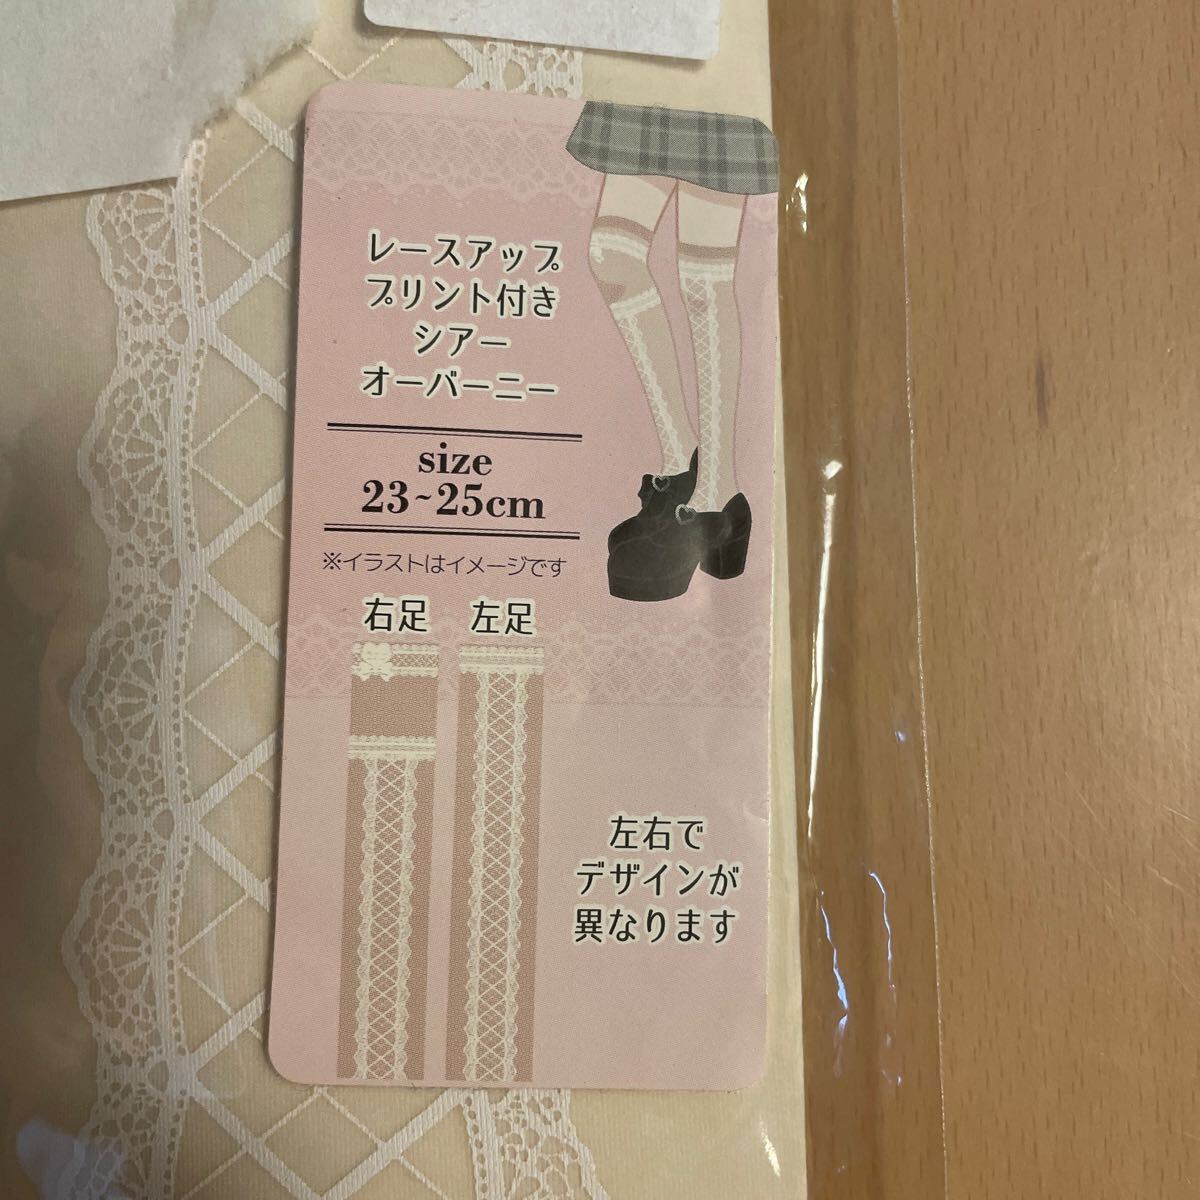 レースアップ
プリント付き
シアー
オーバーニー
size
23~25cm
※イラストはイメージです
右足 左足
左右で
デザインが
異なります